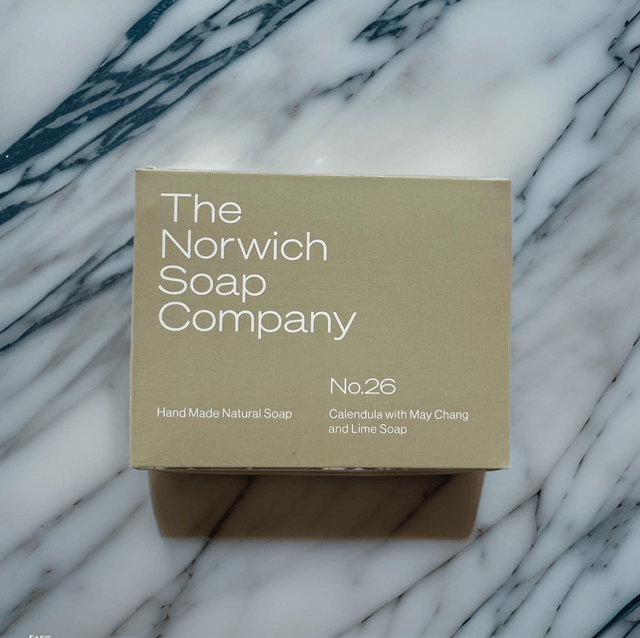 The
Norwich
Soap
Company
No.26
Hand Made Natural Soap
Calendula with May Chang
and Lime Soap